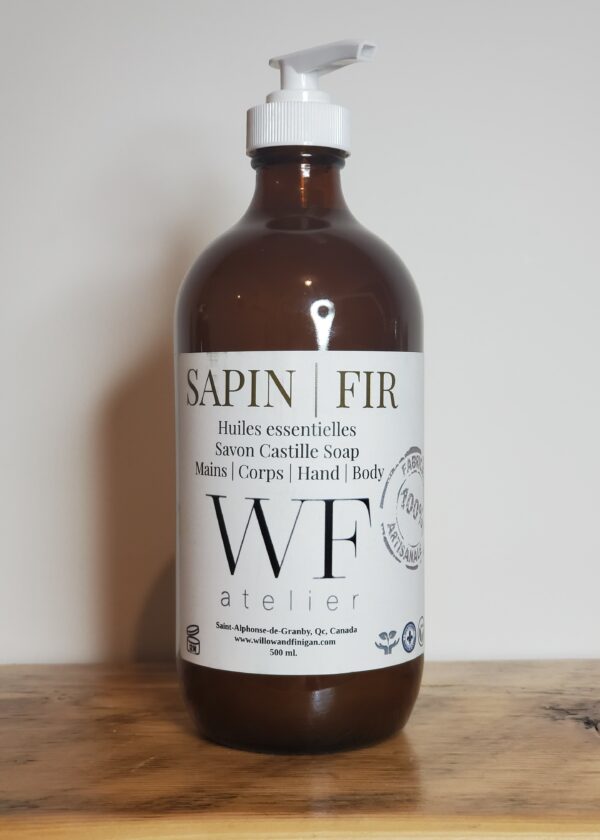 SAPIN | FIR
Huiles essentielles
Savon Castille Soap
Mains | Corps | Hand | Body
100%
WF
atelier
Saint-Alphonse-de-Granby, Qc, Canada
www.willowandfinigan.com
500 ml.